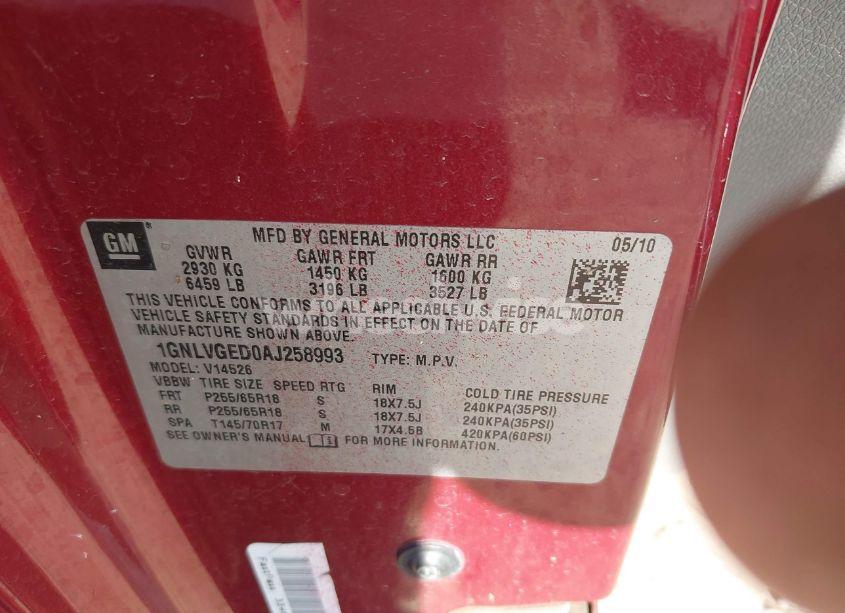 GM
MFD BY GENERAL MOTORS LLC 05/10
GVWR GAWR FRT GAWR RR
2930 KG 1450 KG 1600 KG
6459 LB 3196 LB 3527 LB
THIS VEHICLE CONFORMS TO ALL APPLICABLE U.S. FEDERAL MOTOR
VEHICLE SAFETY STANDARDS IN EFFECT ON THE DATE OF
MANUFACTURE SHOWN ABOVE.
1GNLVGED0AJ258993 TYPE: M.P.V.
MODEL: V14526
VBBW TIRE SIZE SPEED RTG RIM COLD TIRE PRESSURE
FRT P255/65R18 S 18X7.5J 240KPA(35PSI)
RR P255/65R18 S 18X7.5J 240KPA(35PSI)
SPA T145/70R17 M 17X4.5B 420KPA(60PSI)
SEE OWNER'S MANUAL FOR MORE INFORMATION.